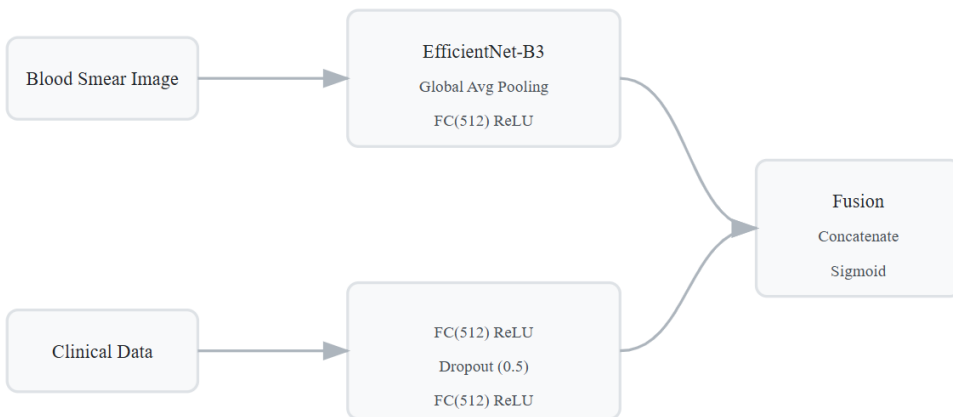 Blood Smear Image
EfficientNet-B3
Global Avg Pooling
FC(512) ReLU
Fusion
Concatenate
Sigmoid
Clinical Data
FC(512) ReLU
Dropout (0.5)
FC(512) ReLU